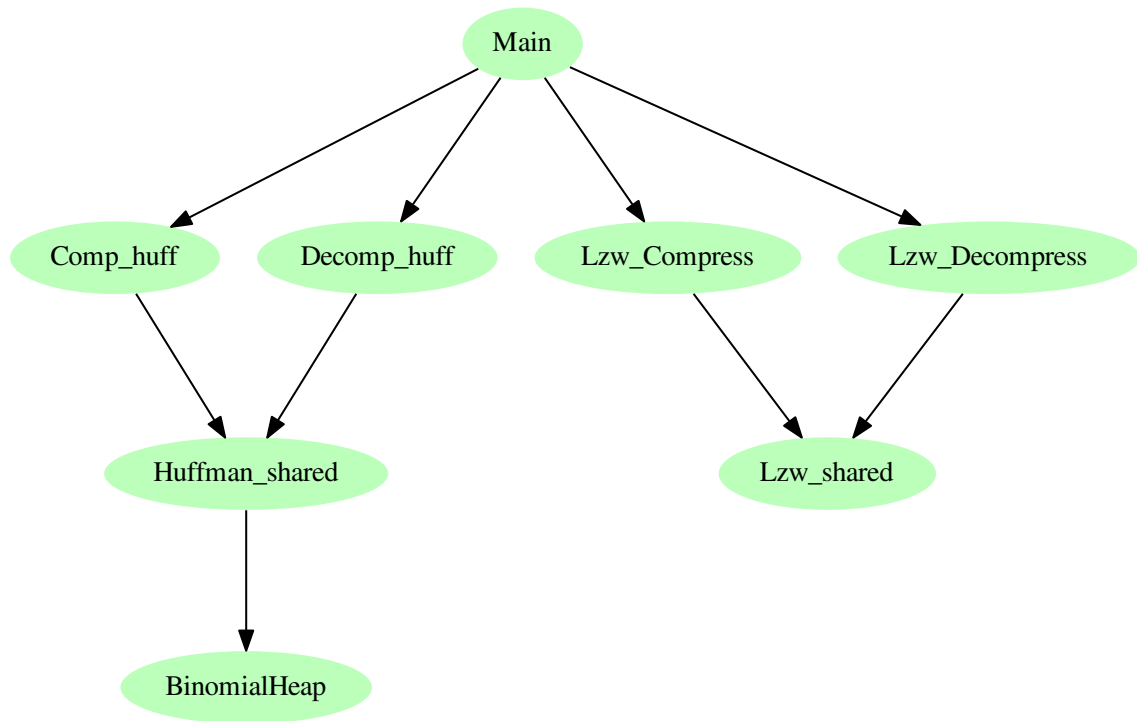 Main
Comp_huff
Decomp_huff
Lzw_Compress
Lzw_Decompress
Huffman_shared
Lzw_shared
BinomialHeap